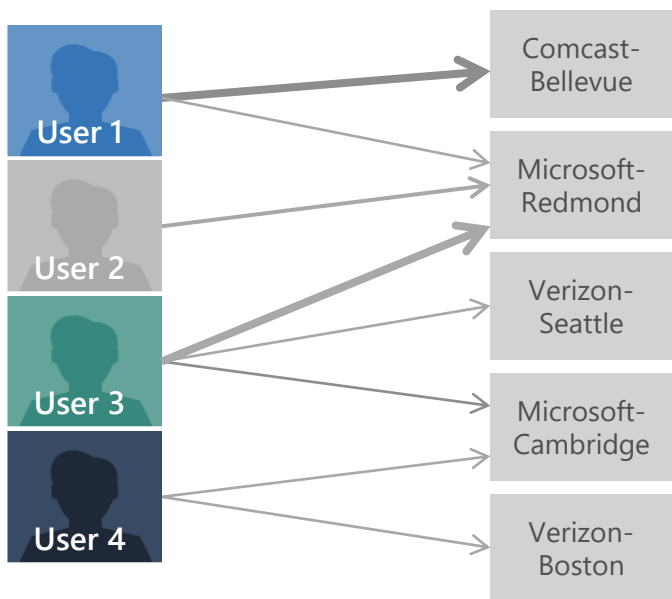 User 1
User 2
User 3
User 4
Comcast-
Bellevue
Microsoft-
Redmond
Verizon-
Seattle
Microsoft-
Cambridge
Verizon-
Boston